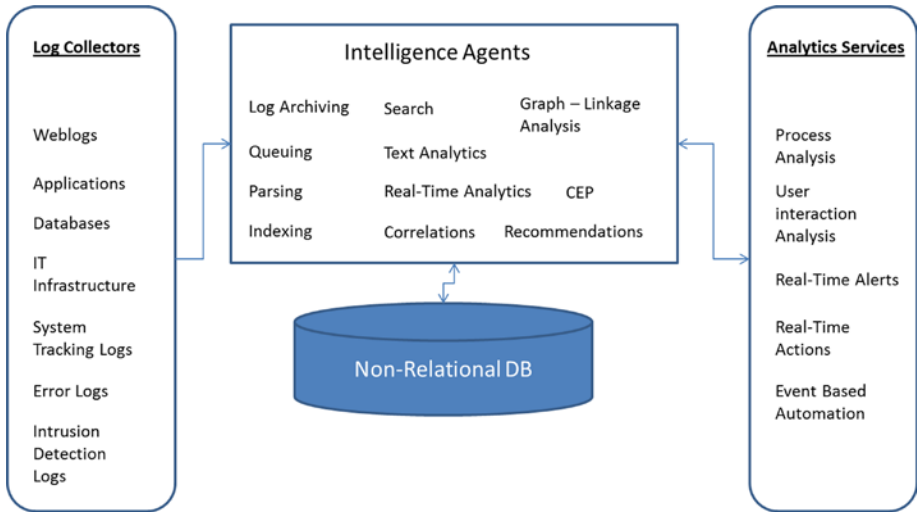 Log Collectors
Weblogs
Applications
Databases
IT
Infrastructure
System
Tracking Logs
Error Logs
Intrusion
Detection
Logs
Intelligence Agents
Log Archiving
Search
Graph – Linkage
Analysis
Queuing
Text Analytics
Parsing
Real-Time Analytics
CEP
Indexing
Correlations
Recommendations
Non-Relational DB
Analytics Services
Process
Analysis
User
interaction
Analysis
Real-Time Alerts
Real-Time
Actions
Event Based
Automation